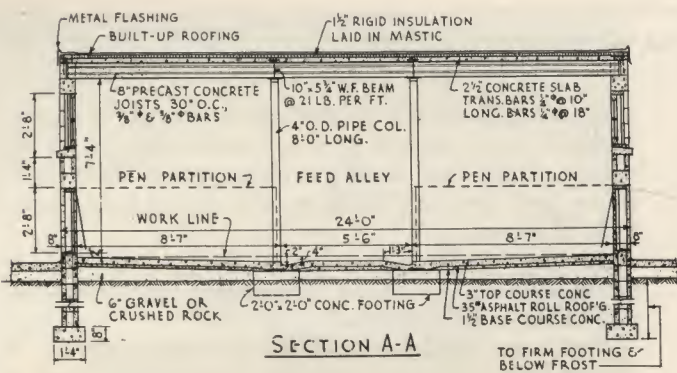 METAL FLASHING
BUILT-UP ROOFING
1½" RIGID INSULATION
LAID IN MASTIC
8" PRECAST CONCRETE
JOISTS 30" O.C.,
⅜"ᶲ & ⅝"ᶲ BARS
10" x 5¾" W.F. BEAM
@ 21 LB. PER FT.
2½" CONCRETE SLAB
TRANS. BARS ¼"ᶲ @ 10"
LONG. BARS ¼"ᶲ @ 18"
4" O.D. PIPE COL.
8'-0" LONG.
2'-8"
7'-4"
1'-4"
PEN PARTITION
FEED ALLEY
PEN PARTITION
2'-8"
WORK LINE
24'-0"
8"
8'-7"
5'-6"
8'-7"
8"
2"
4"
1'-3"
6" GRAVEL OR
CRUSHED ROCK
2'-0" x 2'-0" CONC. FOOTING
3" TOP COURSE CONC.
35# ASPHALT ROLL ROOF'G.
1½" BASE COURSE CONC.
8"
1'-4"
SECTION A-A
TO FIRM FOOTING &
BELOW FROST